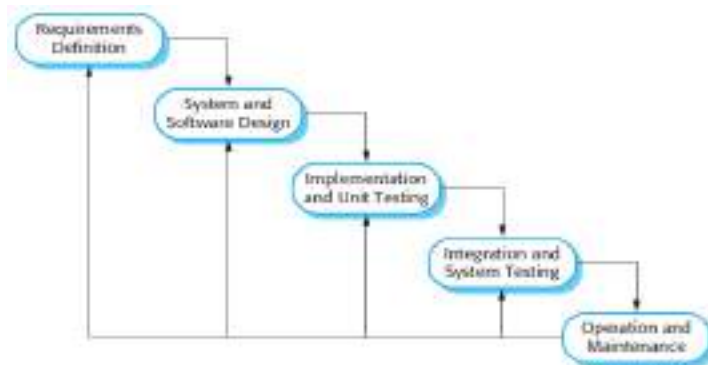 Requirements
Definition
System and
Software Design
Implementation
and Unit Testing
Integration and
System Testing
Operation and
Maintenance